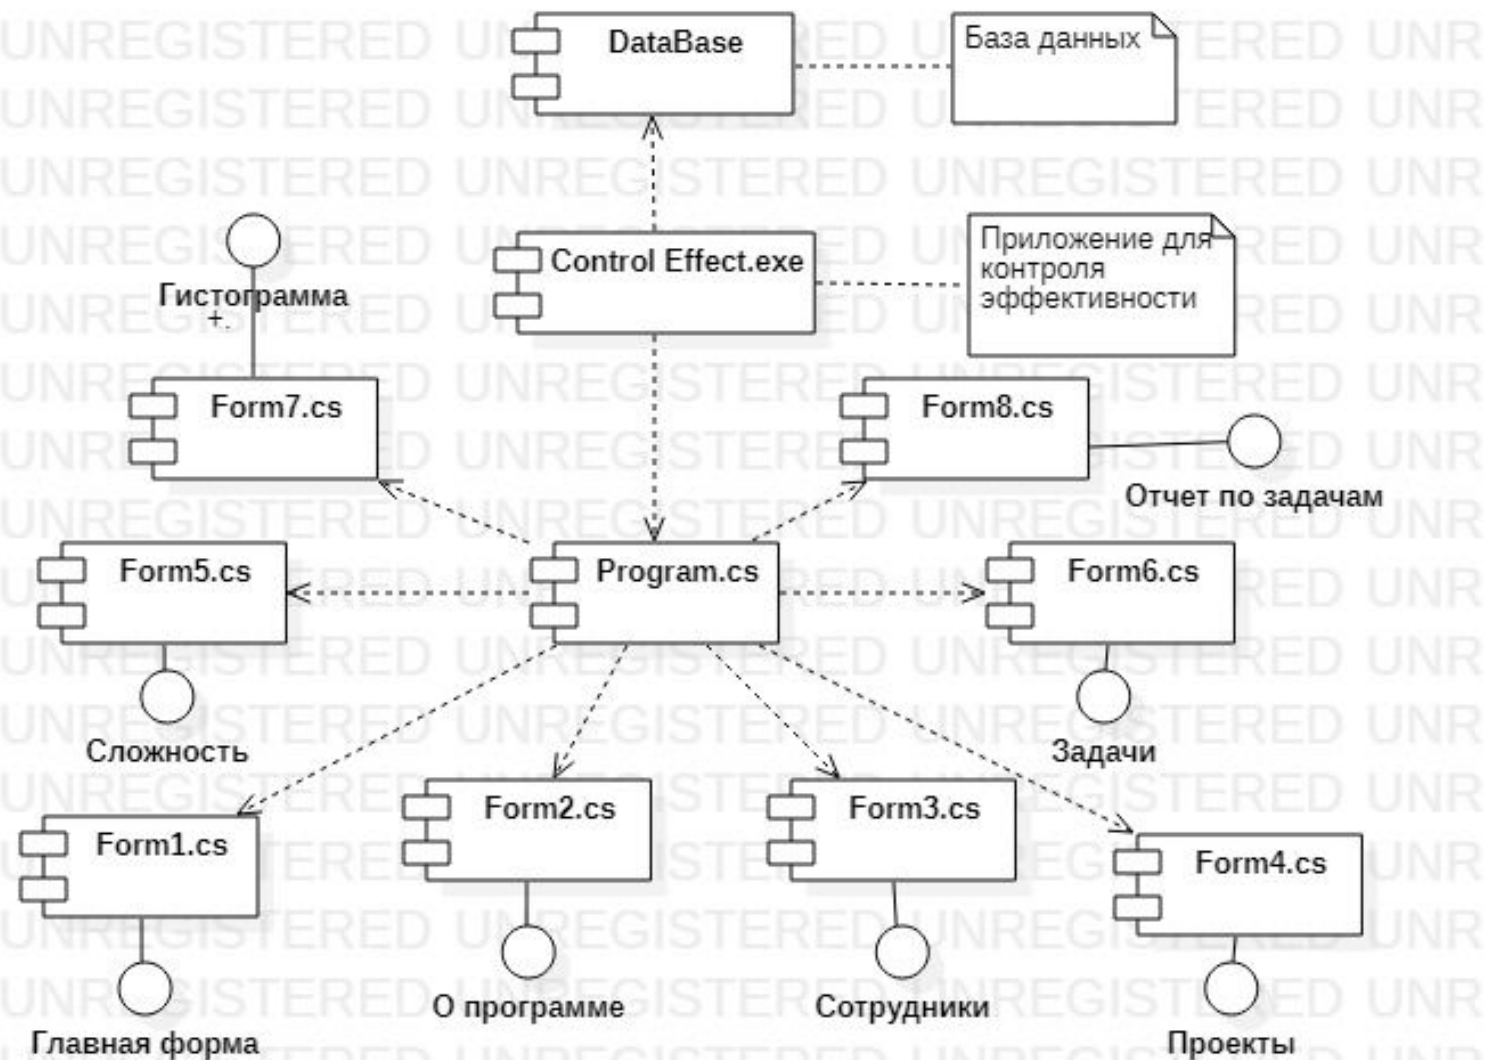 DataBase
База данных
Control Effect.exe
Приложение для
контроля
эффективности
Гистограмма
+.
Form7.cs
Form8.cs
Отчет по задачам
Form5.cs
Program.cs
Form6.cs
Сложность
Задачи
Form1.cs
Form2.cs
Form3.cs
Form4.cs
Главная форма
О программе
Сотрудники
Проекты
UNREGISTERED